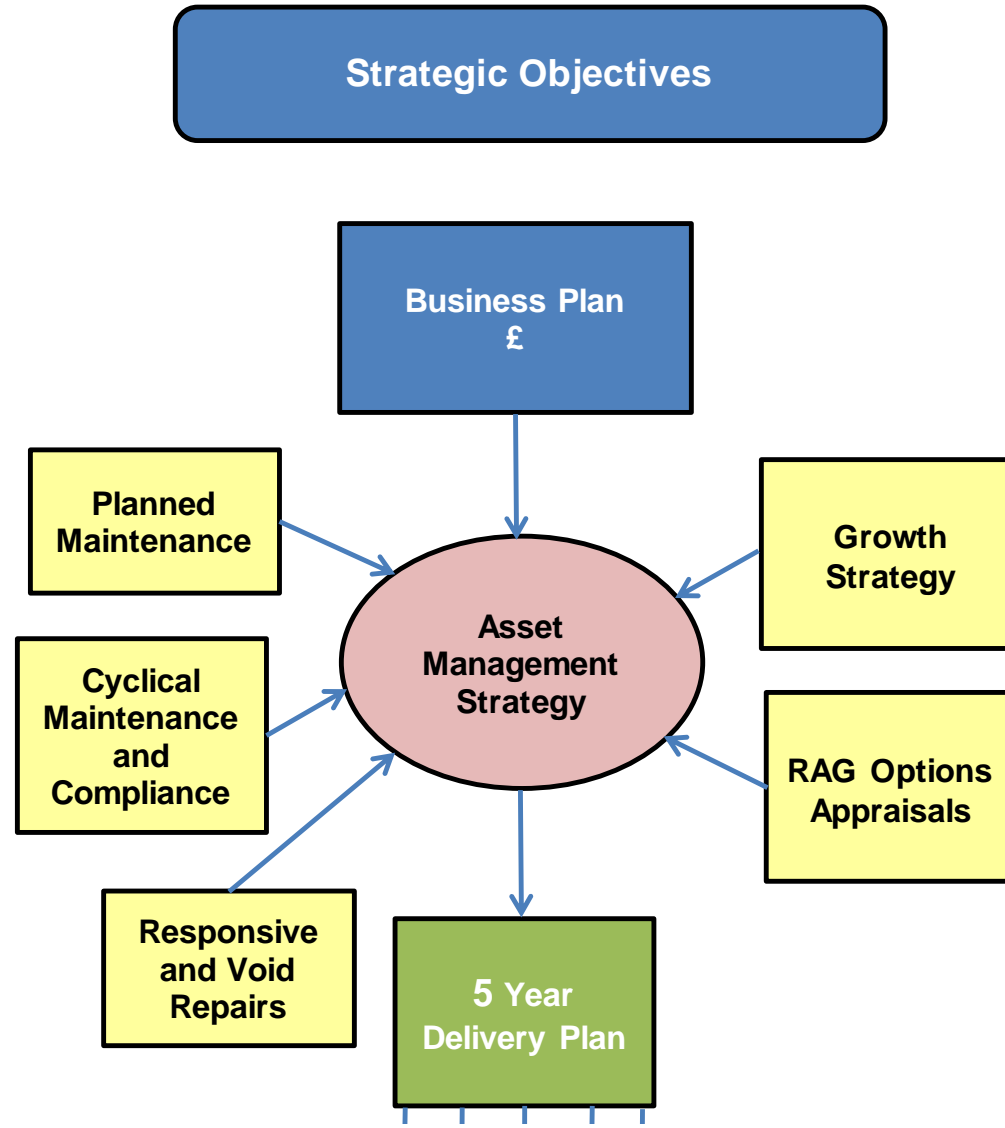 Strategic Objectives
Business Plan
£
Planned
Maintenance
Growth
Strategy
Asset
Management
Strategy
Cyclical
Maintenance
and
Compliance
RAG Options
Appraisals
Responsive
and Void
Repairs
5 Year
Delivery Plan